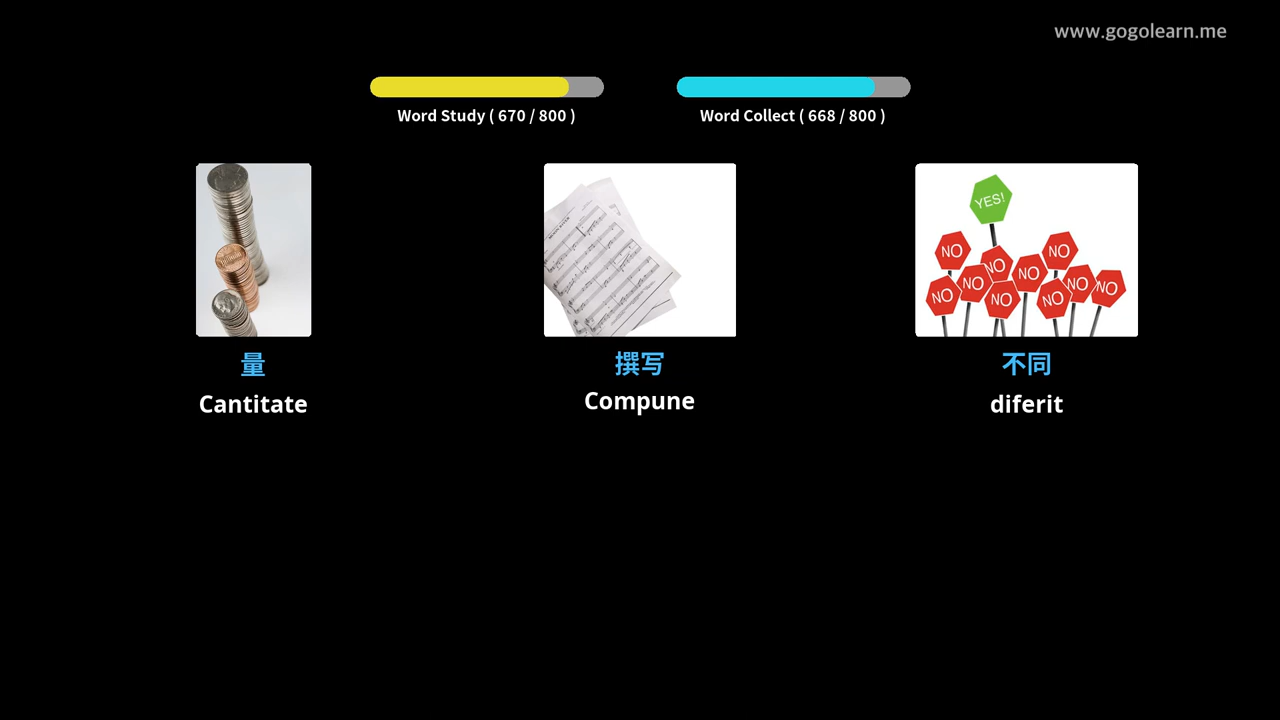 www.gogolearn.me
Word Study ( 670 / 800 )
Word Collect ( 668 / 800 )
YES!
NO
NO
NO
NO
NO
NO
NO
NO
NO
NO
量
撰写
不同
Cantitate
Compune
diferit